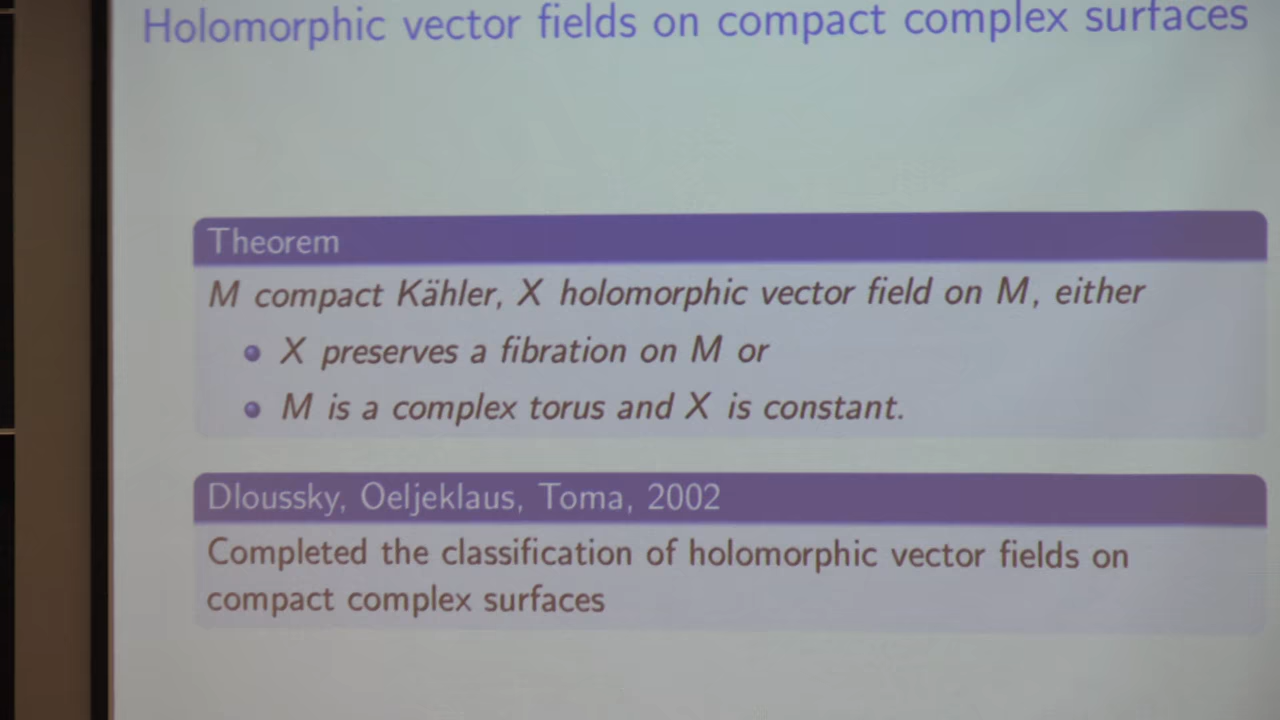 Holomorphic vector fields on compact complex surfaces
Theorem
M compact Kähler, X holomorphic vector field on M, either
X preserves a fibration on M or
M is a complex torus and X is constant.
Dloussky, Oeljeklaus, Toma, 2002
Completed the classification of holomorphic vector fields on
compact complex surfaces